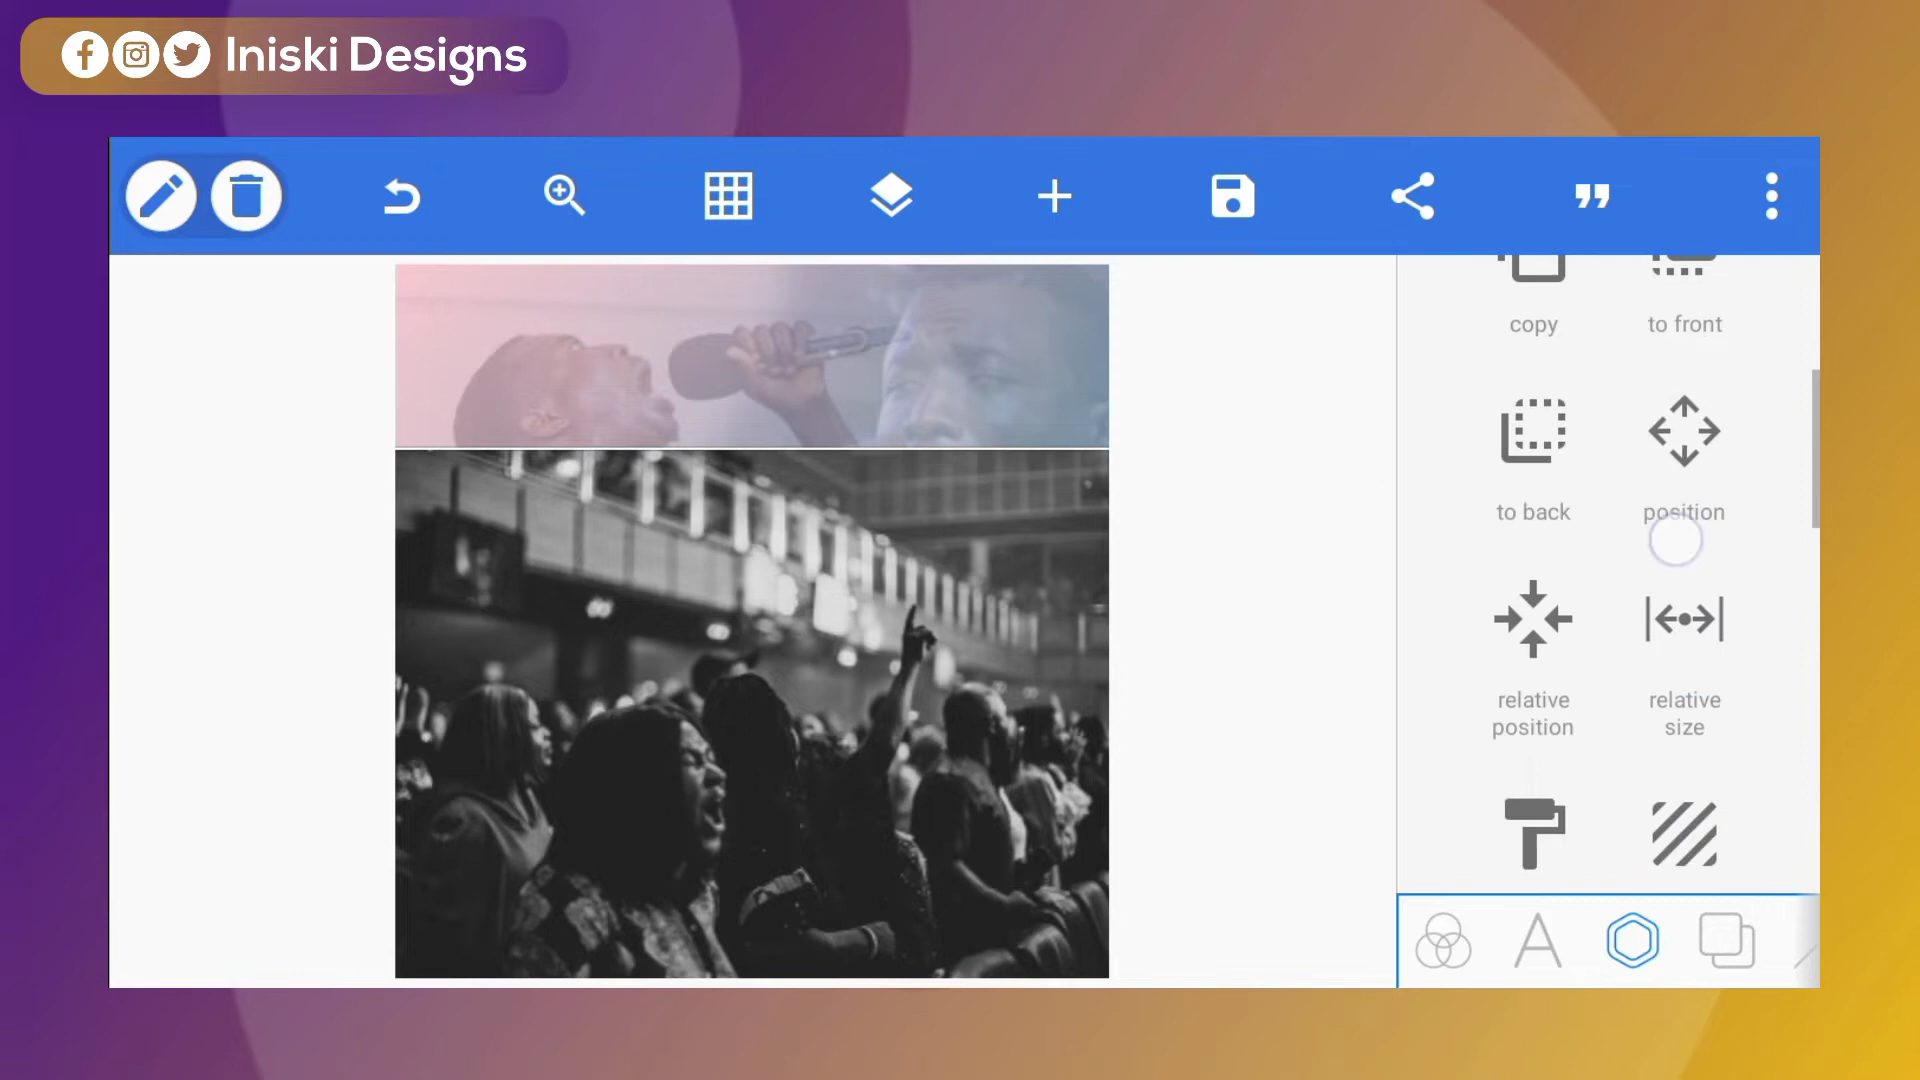 Iniski Designs
copy
to front
to back
position
relative
position
relative
size